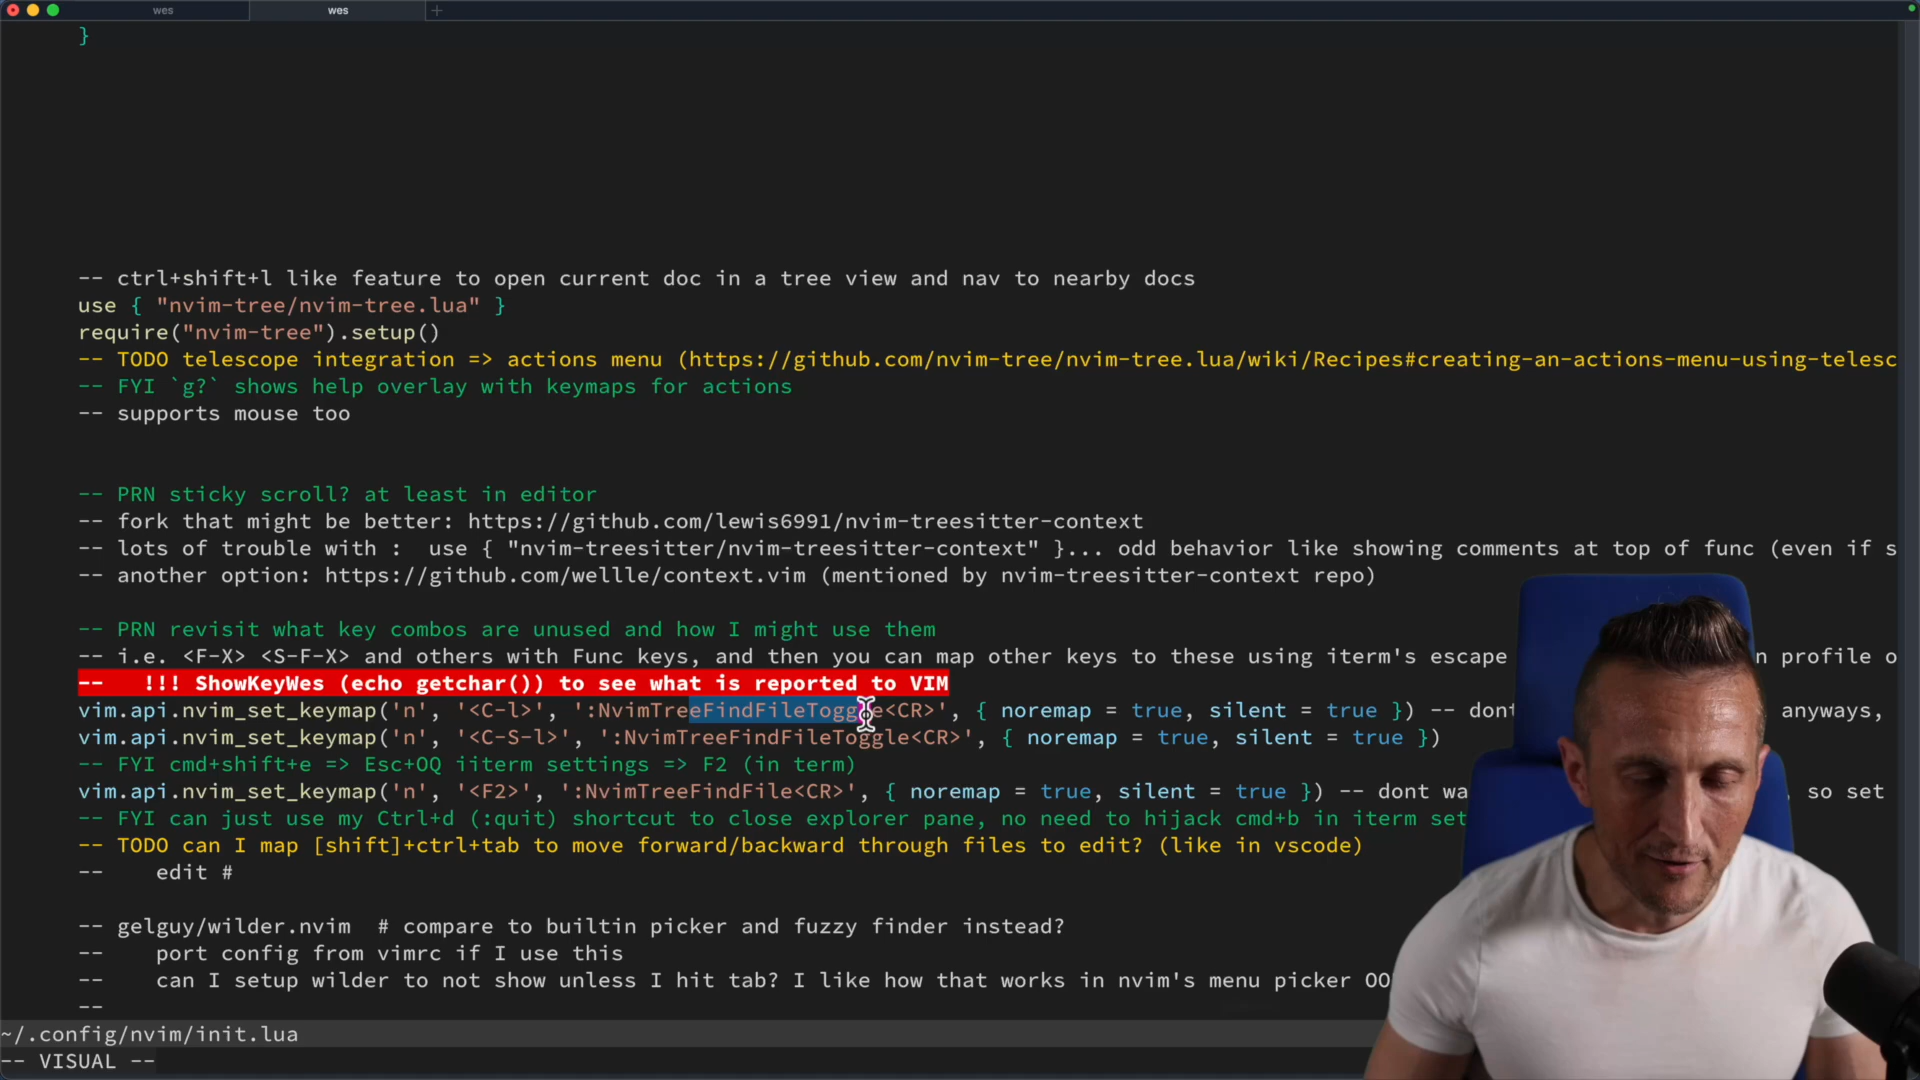 wes
wes
}
-- ctrl+shift+l like feature to open current doc in a tree view and nav to nearby docs
use { "nvim-tree/nvim-tree.lua" }
require("nvim-tree").setup()
-- TODO telescope integration => actions menu (https://github.com/nvim-tree/nvim-tree.lua/wiki/Recipes#creating-an-actions-menu-using-telesc
-- FYI `g?` shows help overlay with keymaps for actions
-- supports mouse too
-- PRN sticky scroll? at least in editor
-- fork that might be better: https://github.com/lewis6991/nvim-treesitter-context
-- lots of trouble with :  use { "nvim-treesitter/nvim-treesitter-context" }... odd behavior like showing comments at top of func (even if s
-- another option: https://github.com/wellle/context.vim (mentioned by nvim-treesitter-context repo)
-- PRN revisit what key combos are unused and how I might use them
-- i.e. <F-X> <S-F-X> and others with Func keys, and then you can map other keys to these using iterm's escape n profile o
--   !!! ShowKeyWes (echo getchar()) to see what is reported to VIM
vim.api.nvim_set_keymap('n', '<C-l>', ':NvimTreeFindFileToggle<CR>', { noremap = true, silent = true }) -- dont anyways,
vim.api.nvim_set_keymap('n', '<C-S-l>', ':NvimTreeFindFileToggle<CR>', { noremap = true, silent = true })
-- FYI cmd+shift+e => Esc+OQ iiterm settings => F2 (in term)
vim.api.nvim_set_keymap('n', '<F2>', ':NvimTreeFindFile<CR>', { noremap = true, silent = true }) -- dont wa , so set
-- FYI can just use my Ctrl+d (:quit) shortcut to close explorer pane, no need to hijack cmd+b in iterm set
-- TODO can I map [shift]+ctrl+tab to move forward/backward through files to edit? (like in vscode)
--    edit #
-- gelguy/wilder.nvim  # compare to builtin picker and fuzzy finder instead?
--    port config from vimrc if I use this
--    can I setup wilder to not show unless I hit tab? I like how that works in nvim's menu picker OO
--
~/.config/nvim/init.lua
-- VISUAL --